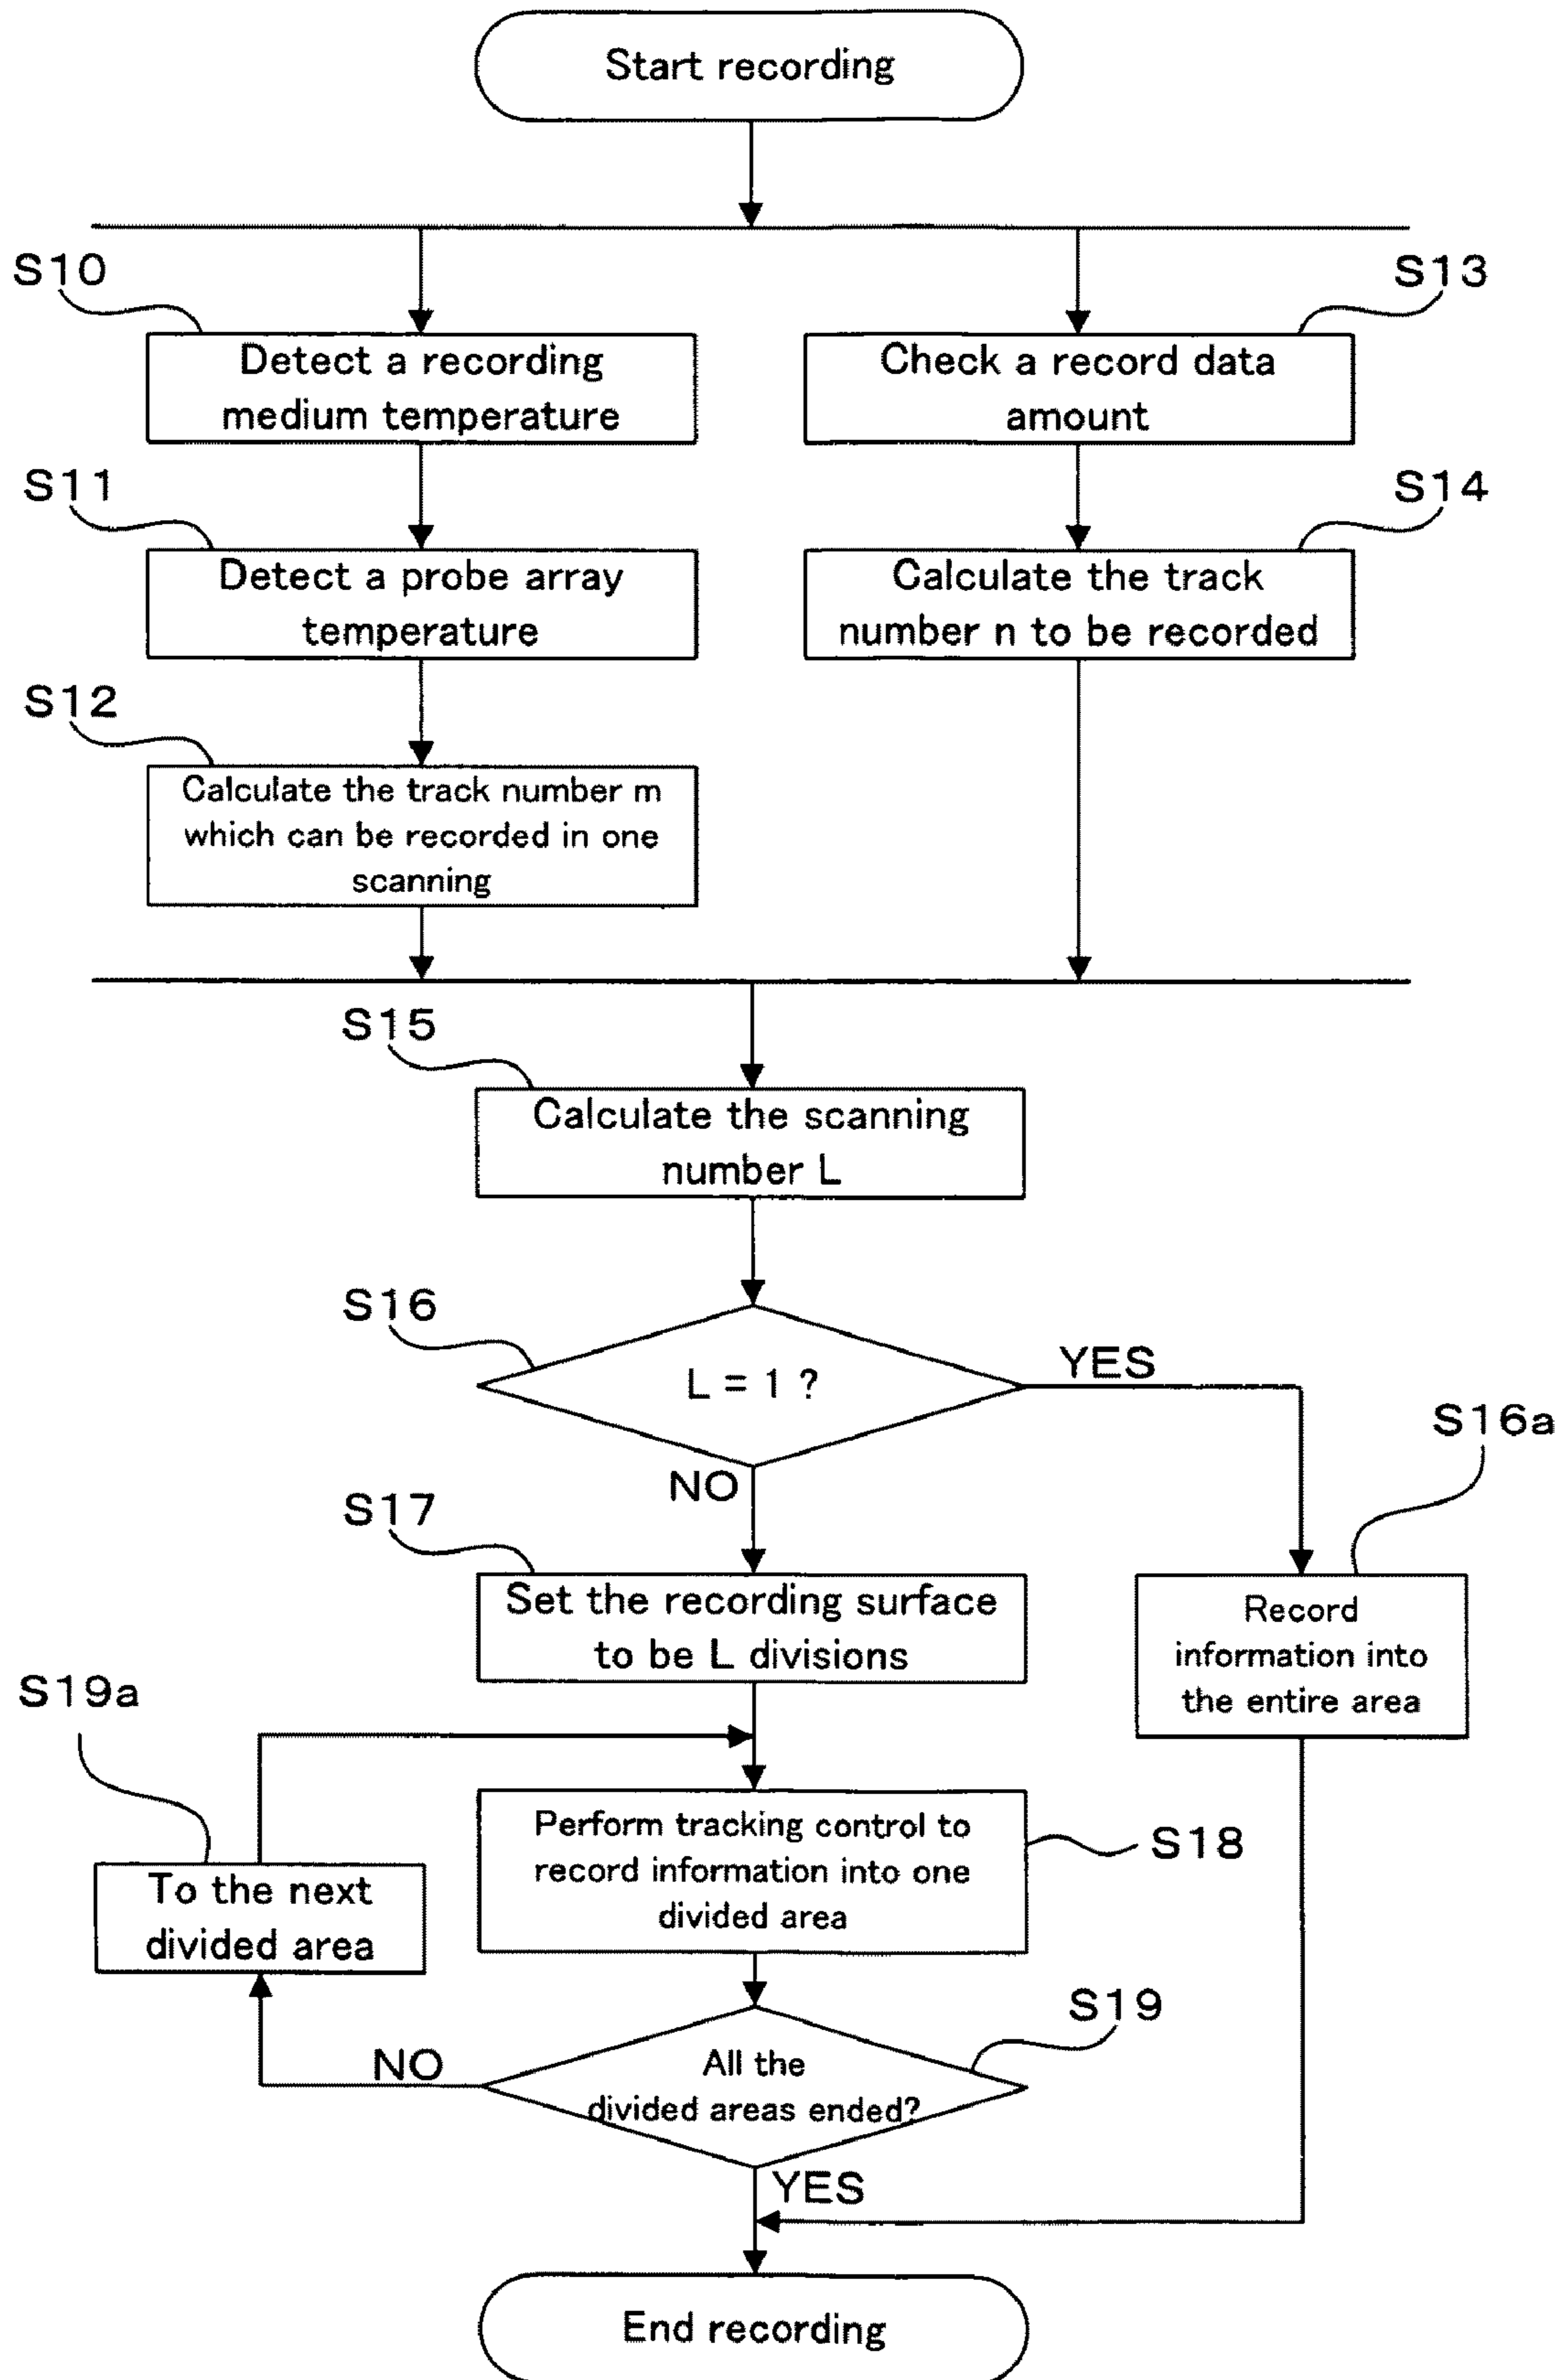 Start recording
S10
S13
Detect a recording
medium temperature
Check a record data
amount
S11
S14
Detect a probe array
temperature
Calculate the track
number n to be recorded
S12
Calculate the track number m
which can be recorded in one
scanning
S15
Calculate the scanning
number L
S16
L = 1 ?
YES
S16a
NO
S17
Set the recording surface
to be L divisions
Record
information into
the entire area
S19a
Perform tracking control to
record information into one
divided area
S18
To the next
divided area
S19
NO
All the
divided areas ended?
YES
End recording